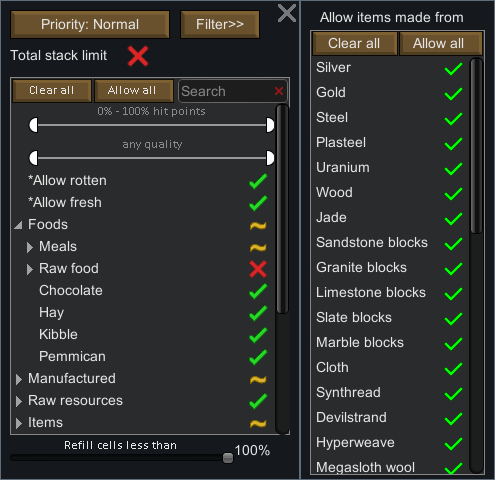 Priority: Normal
Filter>>
Total stack limit
Clear all
Allow all
Search
0% - 100% hit points
any quality
*Allow rotten
*Allow fresh
Foods
Meals
Raw food
Chocolate
Hay
Kibble
Pemmican
Manufactured
Raw resources
Items
Refill cells less than
100%
Allow items made from
Clear all
Allow all
Silver
Gold
Steel
Plasteel
Uranium
Wood
Jade
Sandstone blocks
Granite blocks
Limestone blocks
Slate blocks
Marble blocks
Cloth
Synthread
Devilstrand
Hyperweave
Megasloth wool